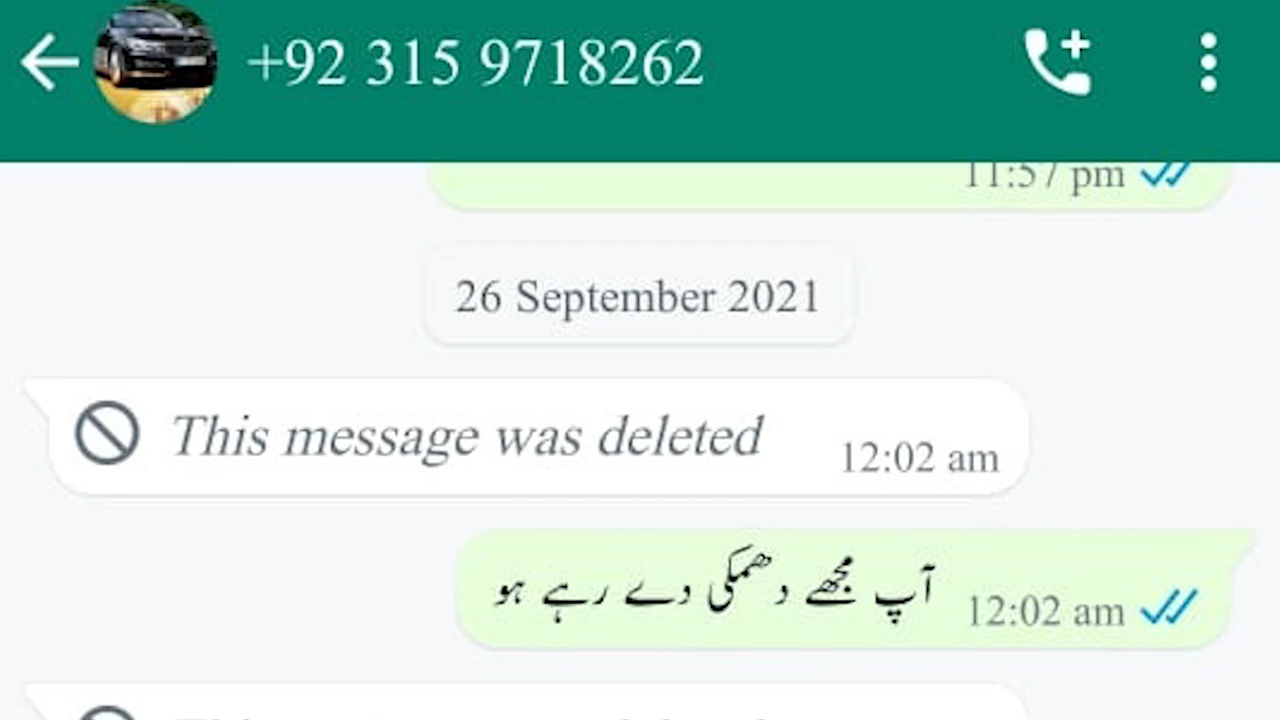 +92 315 9718262
11:57 pm
26 September 2021
This message was deleted 12:02 am
آپ مجھے دھمکی دے رہے ہو 12:02 am